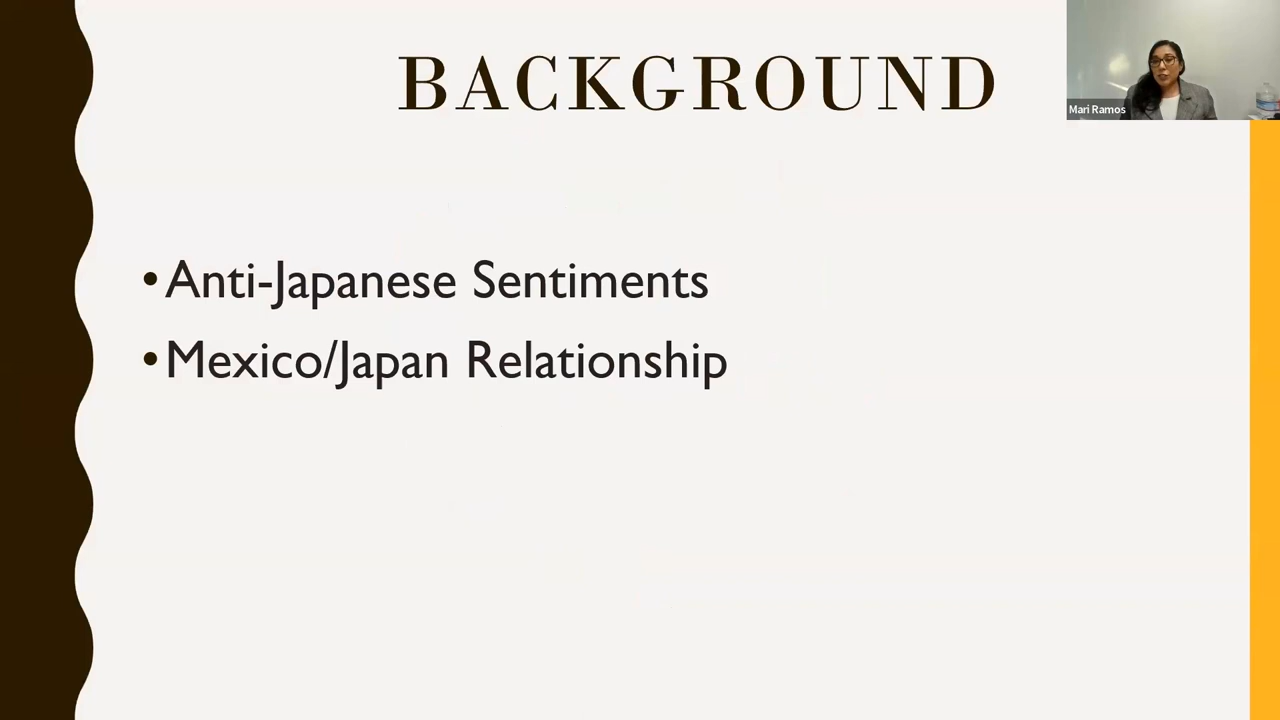 BACKGROUND
Mari Ramos
•Anti-Japanese Sentiments
•Mexico/Japan Relationship